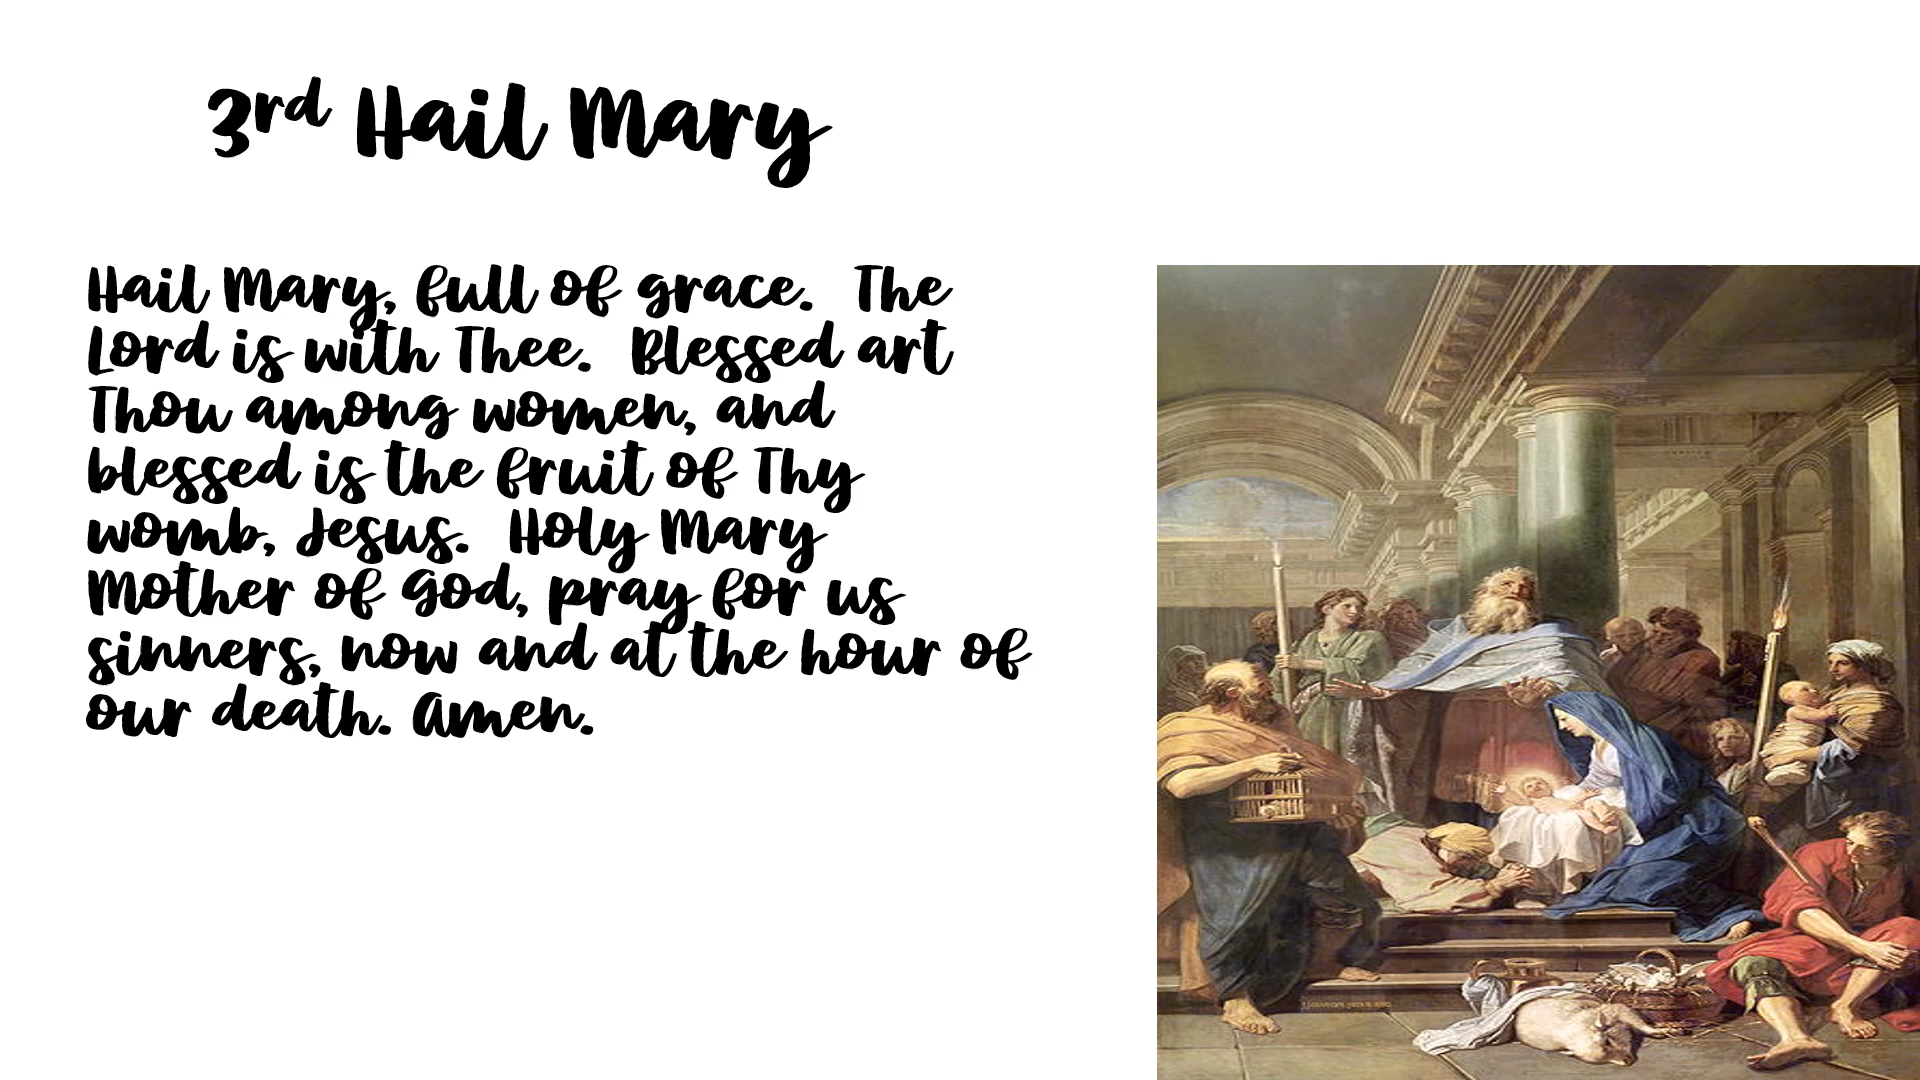 3rd Hail Mary
Hail Mary, full of grace.  The
Lord is with Thee.  Blessed art
Thou among women, and
blessed is the fruit of Thy
womb, Jesus.  Holy Mary
Mother of God, pray for us
sinners, now and at the hour of
our death. Amen.